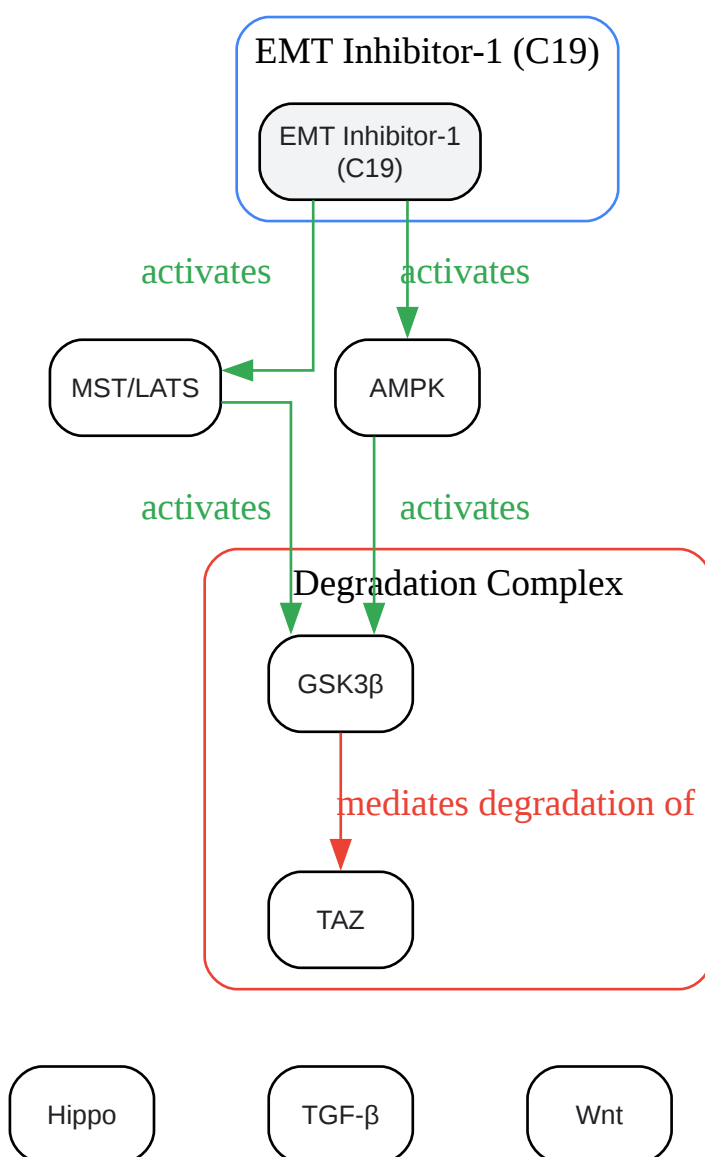 EMT Inhibitor-1 (C19)
EMT Inhibitor-1
(C19)
activates
activates
MST/LATS
AMPK
activates
activates
Degradation Complex
GSK3β
mediates degradation of
TAZ
Hippo
TGF-β
Wnt